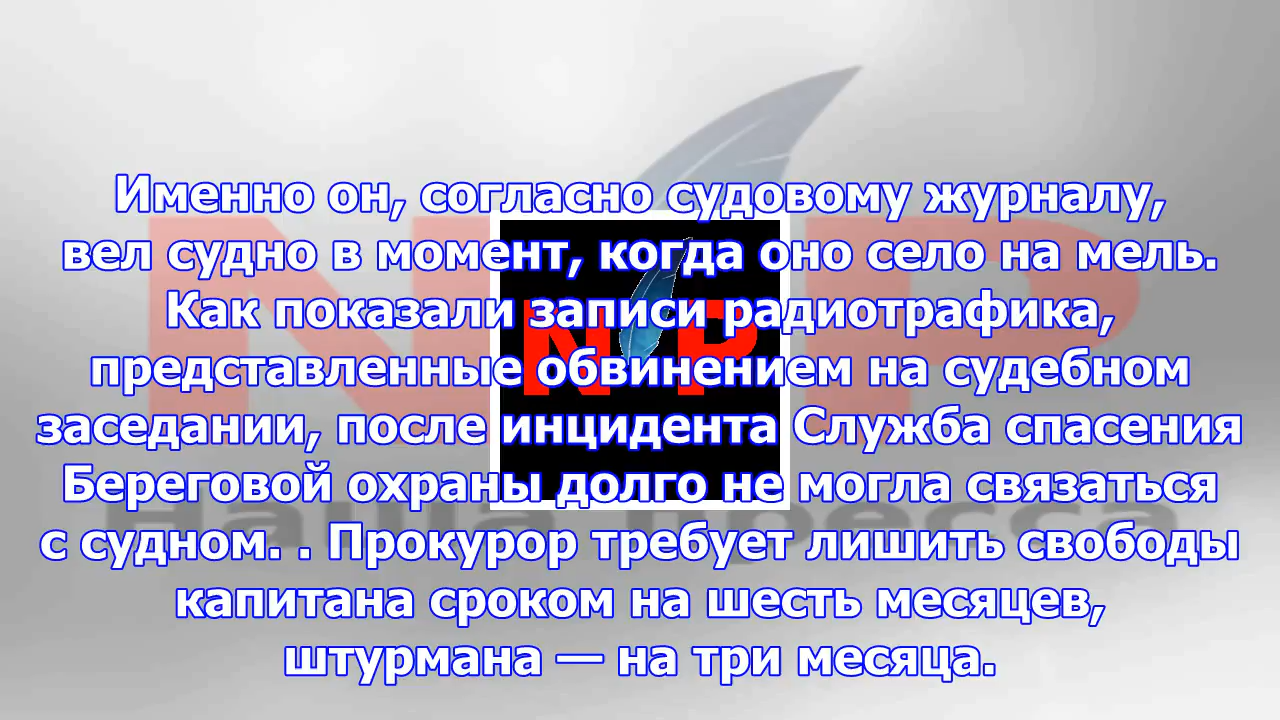 Именно он, согласно судовому журналу,
вел судно в момент, когда оно село на мель.
Как показали записи радиотрафика,
представленные обвинением на судебном
заседании, после инцидента Служба спасения
Береговой охраны долго не могла связаться
с судном. . Прокурор требует лишить свободы
капитана сроком на шесть месяцев,
штурмана — на три месяца.
N P
Наша Пресса
N P